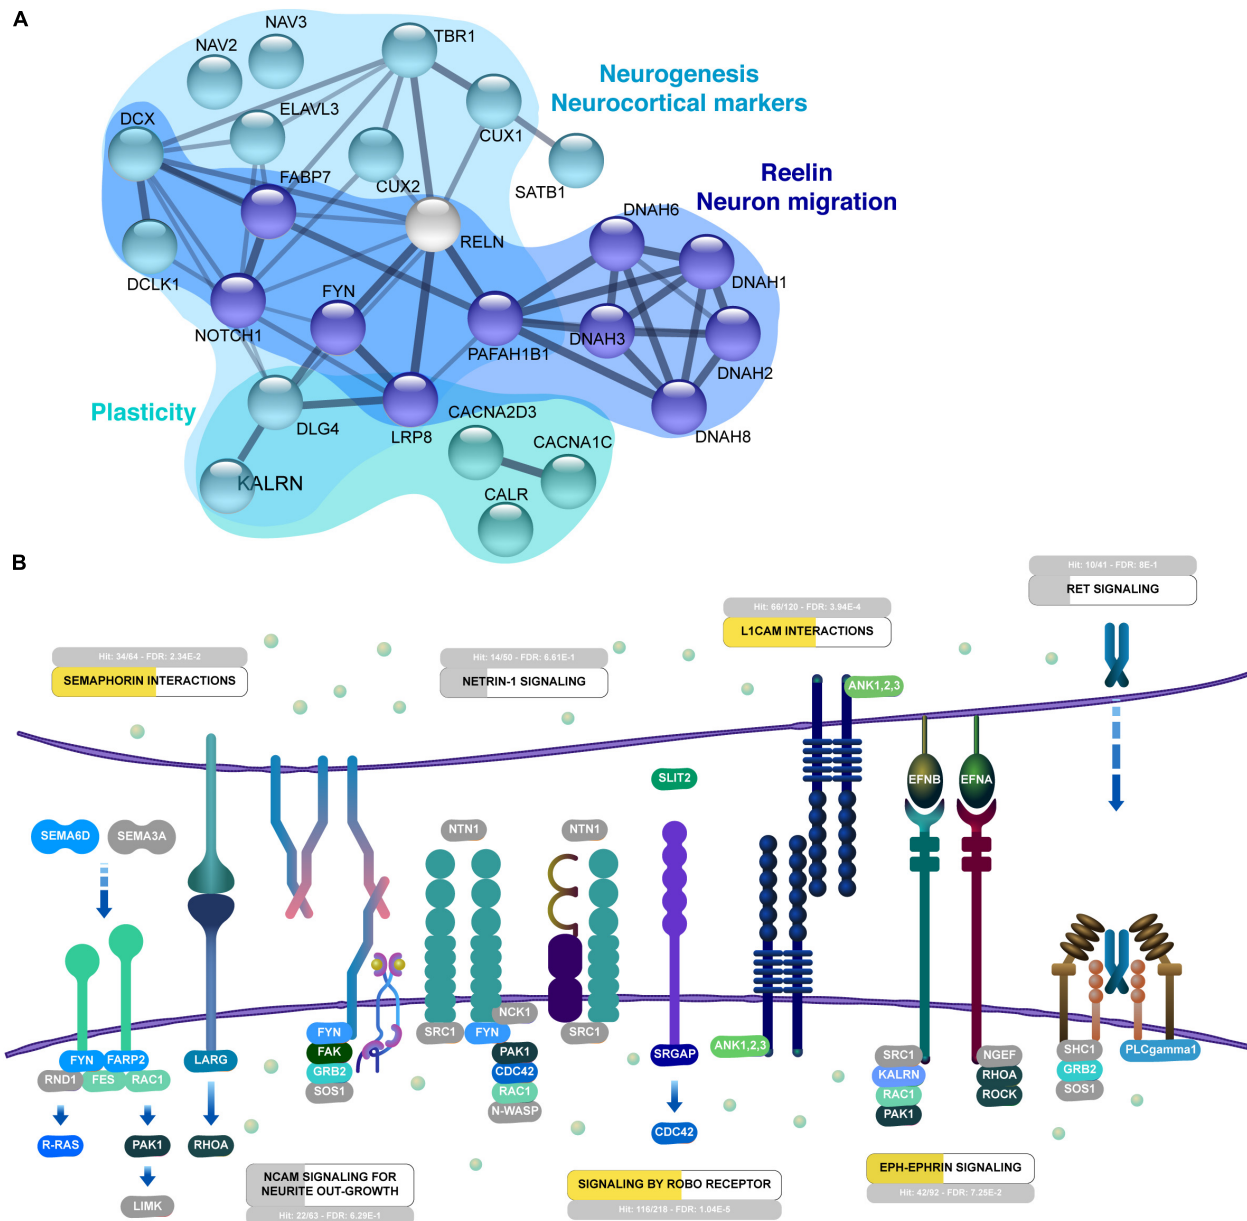 A
NAV3
NAV2
TBR1
Neurogenesis
Neurocortical markers
ELAVL3
DCX
CUX1
FABP7
CUX2
SATB1
Reelin
Neuron migration
DNAH6
RELN
DCLK1
DNAH1
FYN
NOTCH1
DNAH3
PAFAH1B1
DNAH2
Plasticity
CACNA2D3
DLG4
LRP8
CACNA1C
DNAH8
KALRN
CALR
B
Hit: 10/41 - FDR: 8E-1
RET SIGNALING
Hit: 66/120 - FDR: 3.94E-4
L1CAM INTERACTIONS
Hit: 34/64 - FDR: 2.34E-2
SEMAPHORIN INTERACTIONS
Hit: 14/50 - FDR: 6.61E-1
NETRIN-1 SIGNALING
ANK1,2,3
SLIT2
EFNB
EFNA
SEMA6D
SEMA3A
NTN1
NTN1
NCK1
SRC1
FYN
SRC1
FYN
FAK
GRB2
SOS1
PAK1
CDC42
RAC1
N-WASP
SRGAP
ANK1,2,3
FYN
FARP2
LARG
RND1
FES
RAC1
SRC1
KALRN
RAC1
PAK1
NGEF
RHOA
ROCK
SHC1
GRB2
SOS1
PLCgamma1
R-RAS
PAK1
RHOA
CDC42
LIMK
NCAM SIGNALING FOR
NEURITE OUT-GROWTH
Hit: 22/63 - FDR: 6.29E-1
SIGNALING BY ROBO RECEPTOR
Hit: 116/218 - FDR: 1.04E-5
EPH-EPHRIN SIGNALING
Hit: 42/92 - FDR: 7.25E-2